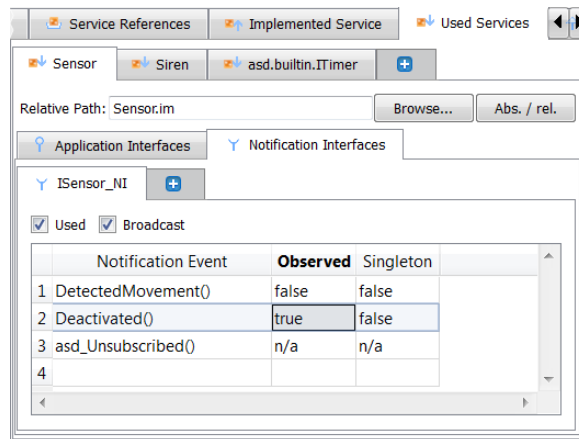 Service References Implemented Service Used Services
Sensor Siren asd.builtin.ITimer
Relative Path: Sensor.im Browse... Abs. / rel.
Application Interfaces Notification Interfaces
ISensor_NI
Used Broadcast
Notification Event Observed Singleton
1 DetectedMovement() false false
2 Deactivated() true false
3 asd_Unsubscribed() n/a n/a
4